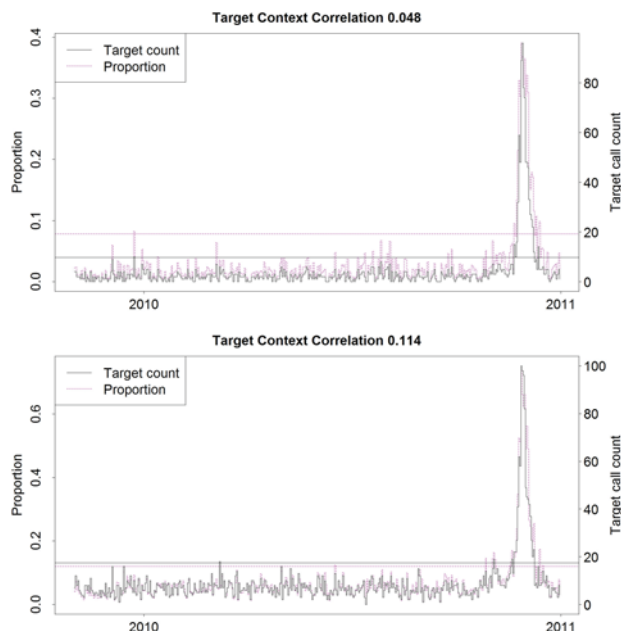 Target Context Correlation 0.048
Target count
Proportion
Proportion
0.4
0.3
0.2
0.1
0.0
80
60
40
20
0
Target call count
2010
2011
Target Context Correlation 0.114
Target count
Proportion
Proportion
0.6
0.4
0.2
0.0
100
80
60
40
20
0
Target call count
2010
2011